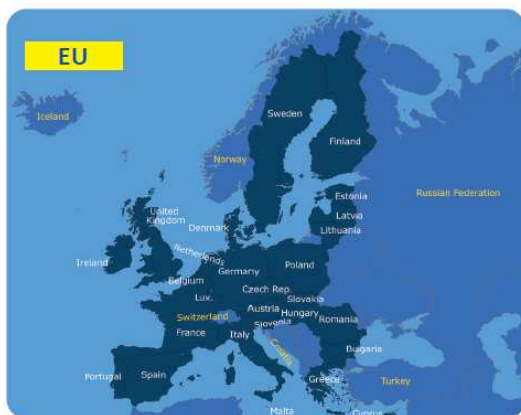 EU
Iceland
Sweden
Finland
Norway
Russian Federation
Estonia
Latvia
Lithuania
United
Kingdom
Denmark
Ireland
Netherlands
Germany
Poland
Belgium
Czech Rep.
Lux.
Slovakia
Austria
Hungary
Switzerland
Slovenia
Romania
France
Italy
Croatia
Bulgaria
Portugal
Spain
Greece
Turkey
Malta
Cyprus